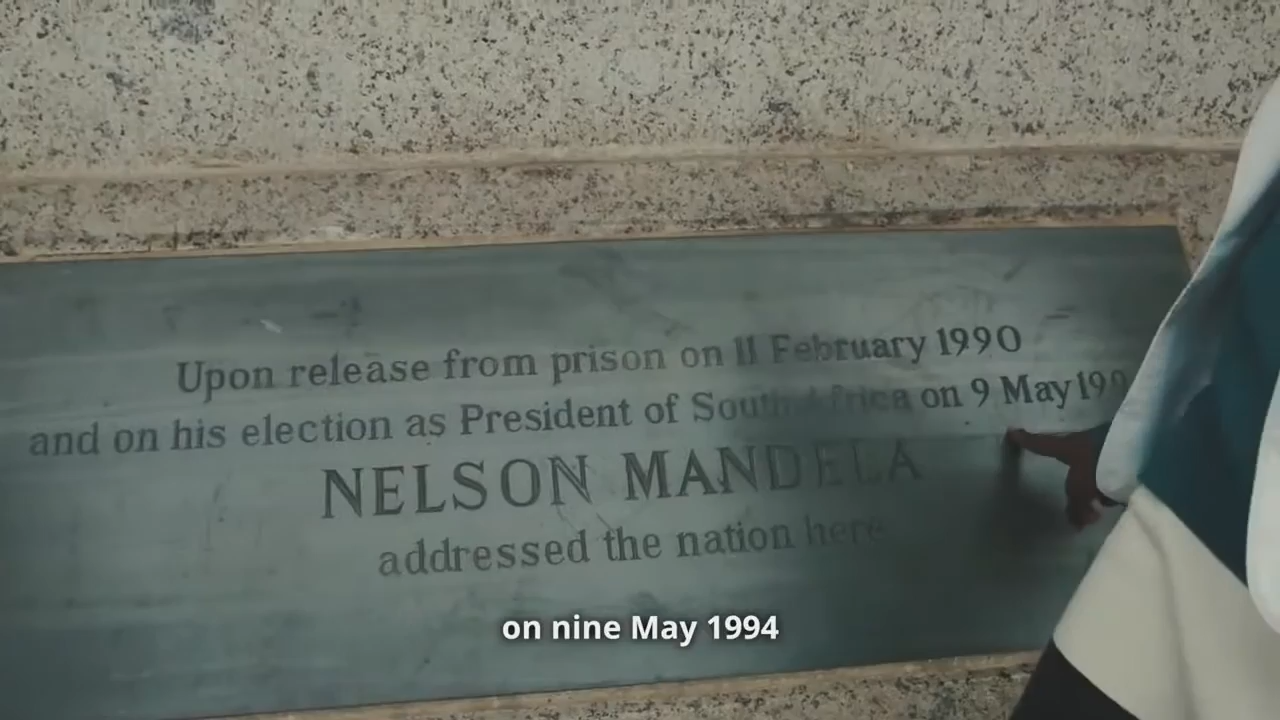 Upon release from prison on 11 February 1990
and on his election as President of South Africa on 9 May 199
NELSON MANDELA
addressed the nation here
on nine May 1994